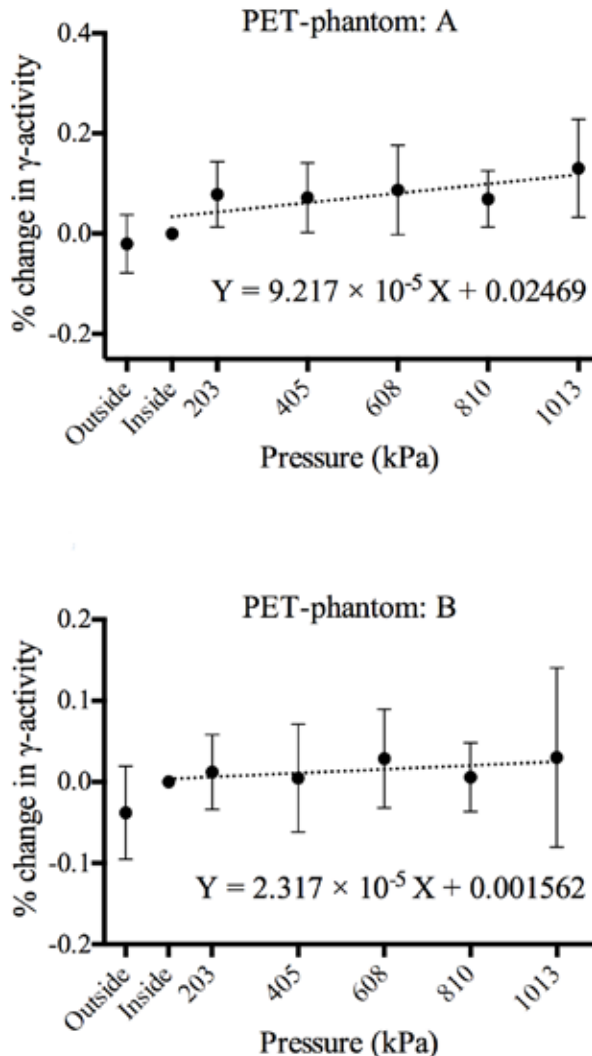 PET-phantom: A
0.4
0.2
0.0
-0.2
% change in γ-activity
Y = 9.217 × 10⁻⁵ X + 0.02469
Outside
Inside
203
405
608
810
1013
Pressure (kPa)
PET-phantom: B
0.2
0.1
0.0
-0.1
-0.2
% change in γ-activity
Y = 2.317 × 10⁻⁵ X + 0.001562
Outside
Inside
203
405
608
810
1013
Pressure (kPa)